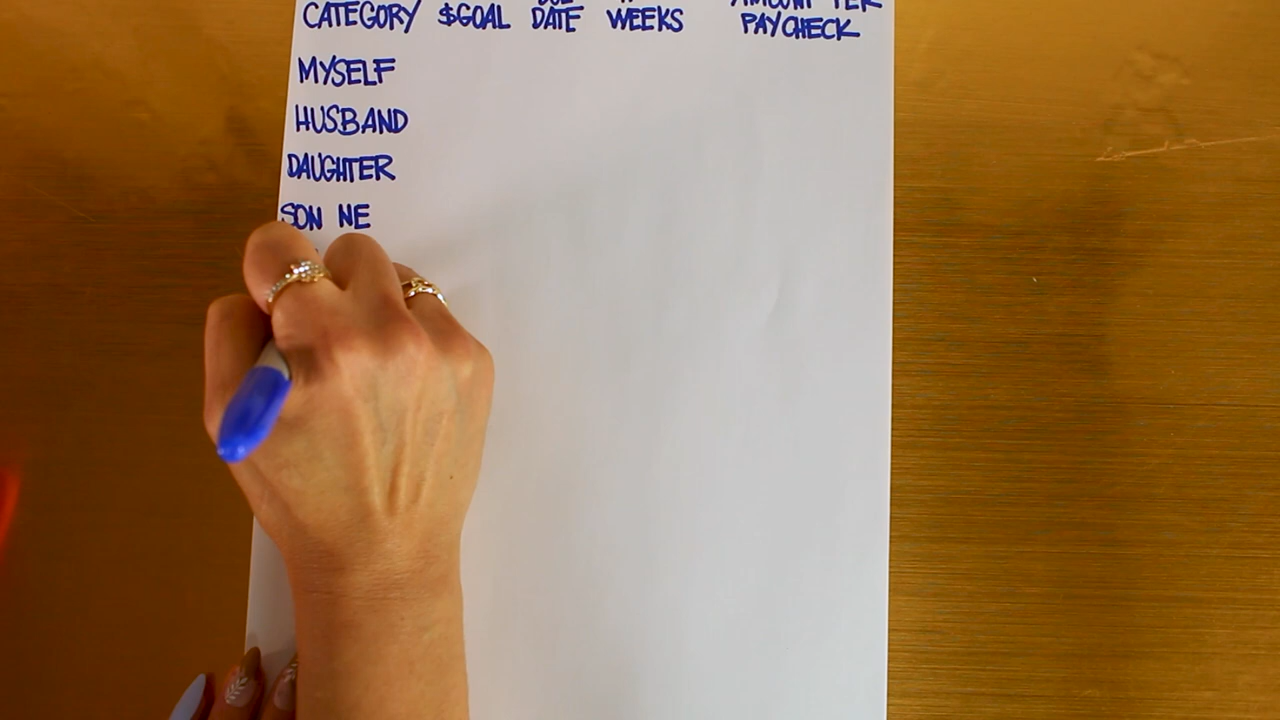 CATEGORY $GOAL DATE WEEKS PAYCHECK
MYSELF
HUSBAND
DAUGHTER
SON NE